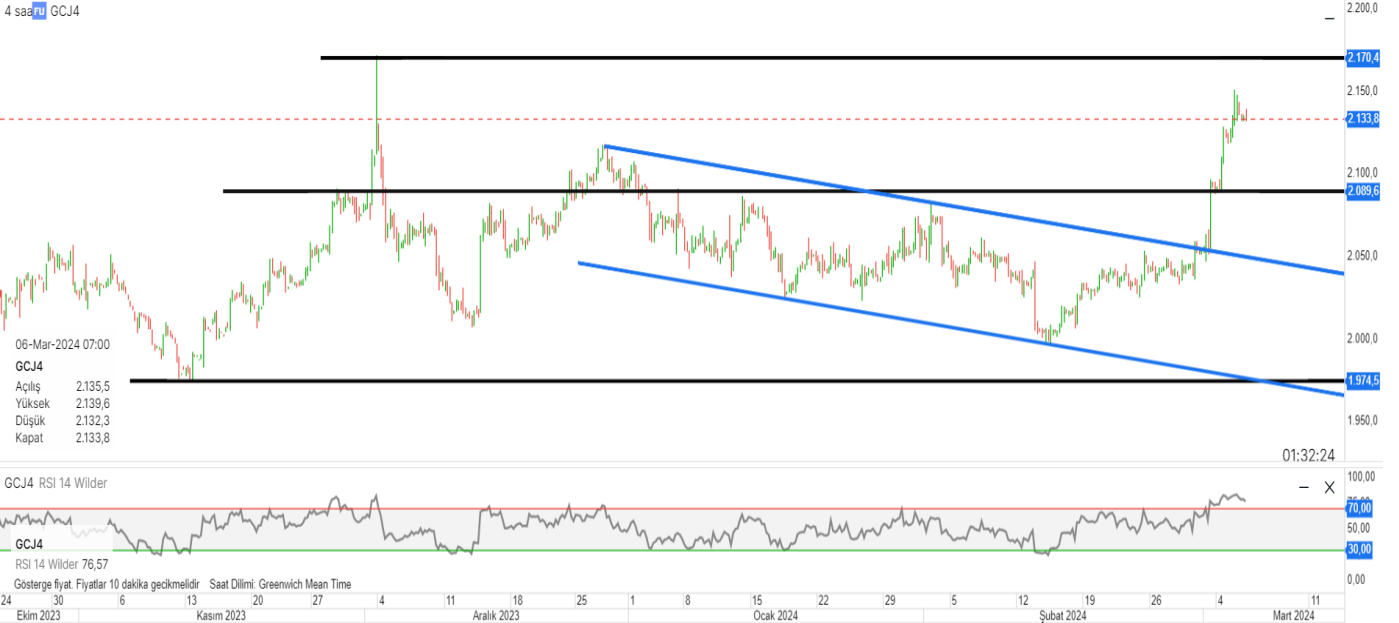 4 saa FU GCJ4
2.200,0
2.170,4
2.150,0
2.133,8
2.100,0
2.089,6
2.050,0
2.000,0
1.974,5
1.950,0
06-Mar-2024 07:00
GCJ4
Açılış 2.135,5
Yüksek 2.139,6
Düşük 2.132,3
Kapat 2.133,8
01:32:24
GCJ4 RSI 14 Wilder
X
100,00
70,00
50,00
30,00
0,00
GCJ4
RSI 14 Wilder 76,57
Gösterge fiyat. Fiyatlar 10 dakika gecikmelidir Saat Dilimi: Greenwich Mean Time
24 30 6 13 20 27 4 11 18 25 1 8 15 22 29 5 12 19 26 4 11
Ekim 2023 Kasım 2023 Aralık 2023 Ocak 2024 Şubat 2024 Mart 2024